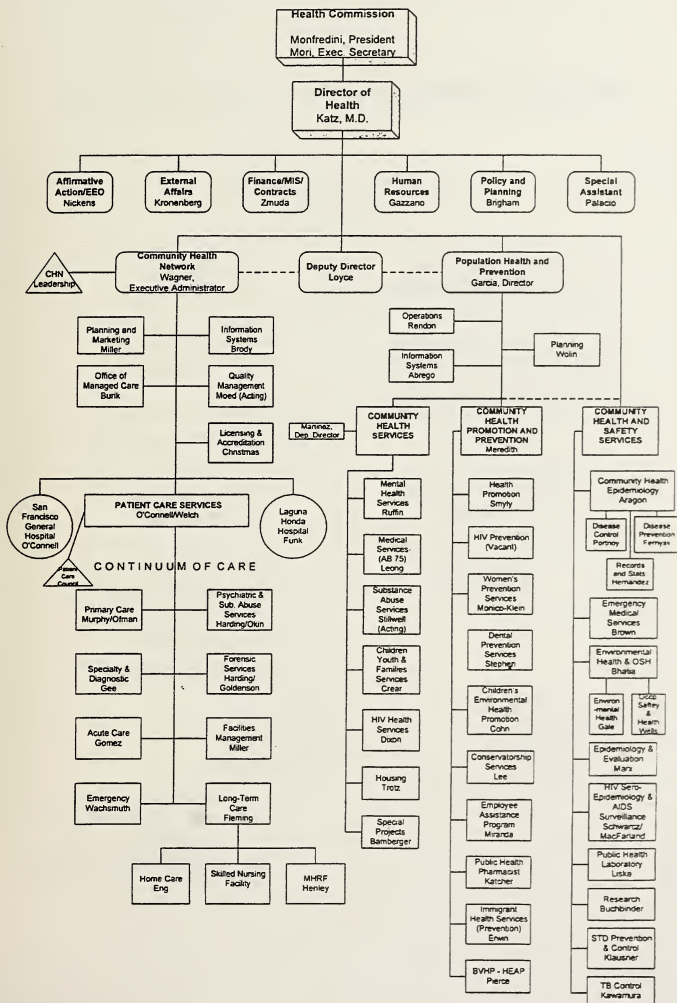 Health Commission
Monfredini, President
Mori, Exec. Secretary
Director of
Health
Katz, M.D.
Affirmative
Action/EEO
Nickens
External
Affairs
Kronenberg
Finance/MIS/
Contracts
Zmuda
Human
Resources
Gazzano
Policy and
Planning
Brigham
Special
Assistant
Palacio
CHN
Leadership
Community Health
Network
Wagner,
Executive Administrator
Deputy Director
Loyce
Population Health and
Prevention
Garcia, Director
Planning and
Marketing
Miller
Information
Systems
Brody
Office of
Managed Care
Burik
Quality
Management
Moed (Acting)
Licensing &
Accreditation
Christmas
Operations
Rendon
Information
Systems
Abrego
Planning
Wolin
San
Francisco
General
Hospital
O'Connell
PATIENT CARE SERVICES
O'Connell/Welch
Laguna
Honda
Hospital
Funk
Patient
Care
Council
CONTINUUM OF CARE
Primary Care
Murphy/Ofman
Psychiatric &
Sub. Abuse
Services
Harding/Okin
Specialty &
Diagnostic
Gee
Forensic
Services
Harding/
Goldenson
Acute Care
Gomez
Facilities
Management
Miller
Emergency
Wachsmuth
Long-Term
Care
Fleming
Home Care
Eng
Skilled Nursing
Facility
MHRF
Henley
Martinez,
Dep. Director
COMMUNITY
HEALTH
SERVICES
Mental
Health
Services
Ruffin
Medical
Services-
(AB 75)
Leong
Substance
Abuse
Services
Stillwell
(Acting)
Children
Youth &
Families
Services
Crear
HIV Health
Services
Dixon
Housing
Trotz
Special
Projects
Bamberger
COMMUNITY
HEALTH
PROMOTION AND
PREVENTION
Meredith
Health
Promotion
Smyly
HIV Prevention
(Vacant)
Women's
Prevention
Services
Monico-Klein
Dental
Prevention
Services
Stephen
Children's
Environmental
Health
Promotion
Cohn
Conservatorship
Services
Lee
Employee
Assistance
Program
Miranda
Public Health
Pharmacist
Katcher
Immigrant
Health Services
(Prevention)
Erwin
BVHP - HEAP
Pierce
COMMUNITY
HEALTH AND
SAFETY
SERVICES
Community Health
Epidemiology
Aragon
Disease
Control
Portnoy
Disease
Prevention
Fernyak
Records
and Stats
Hernandez
Emergency
Medical
Services
Brown
Environmental
Health & OSH
Bhatia
Environ
-mental
Health
Gale
Occp
Saftey
&
Health
Wells
Epidemiology &
Evaluation
Marx
HIV Sero-
Epidemiology &
AIDS
Surveillance
Schwartz/
MacFarland
Public Health
Laboratory
Liska
Research
Buchbinder
STD Prevention
& Control
Klausner
TB Control
Kawamura